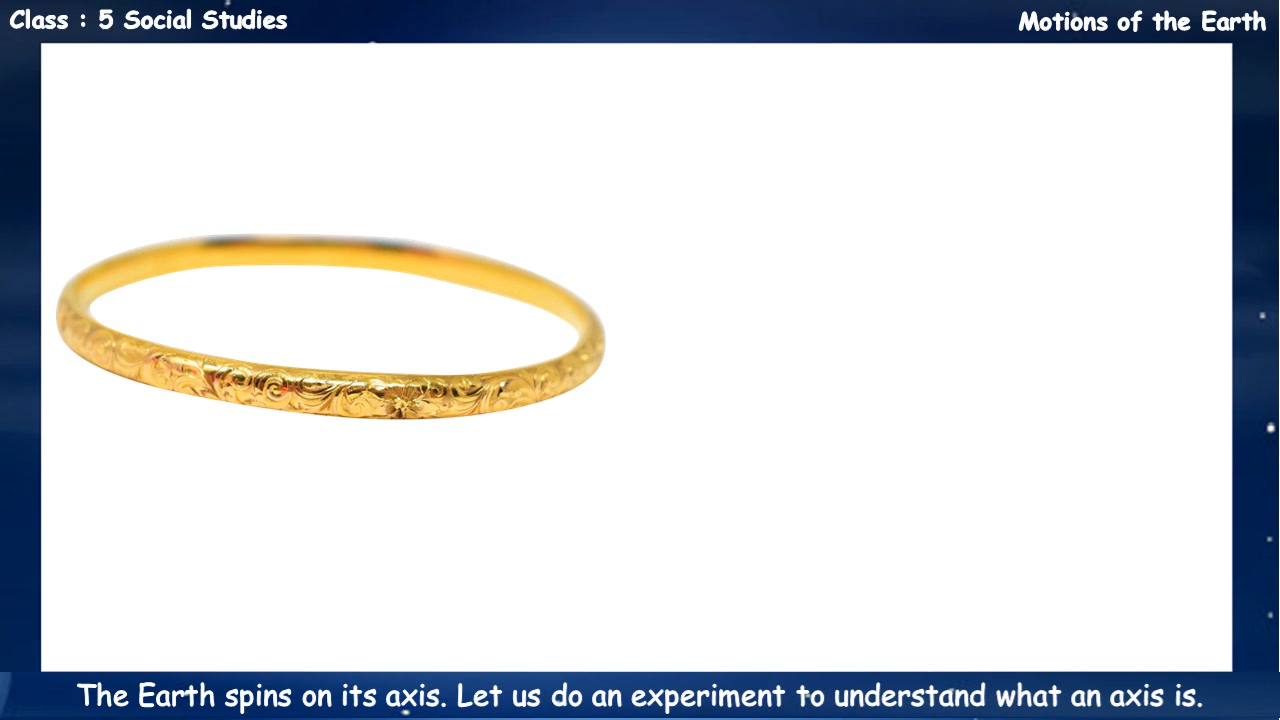 Class : 5 Social Studies
Motions of the Earth
The Earth spins on its axis. Let us do an experiment to understand what an axis is.